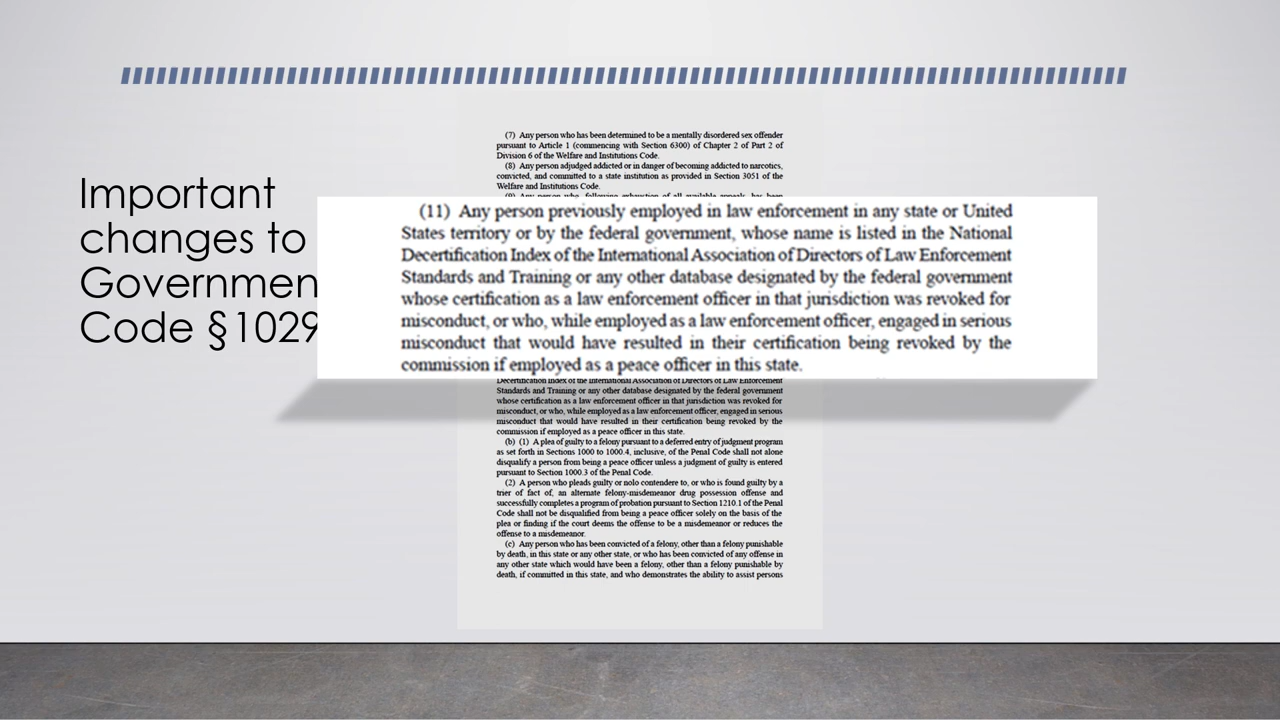 Important
changes to
Governmen
Code §1029
(7) Any person who has been determined to be a mentally disordered sex offender
pursuant to Article 1 (commencing with Section 6300) of Chapter 2 of Part 2 of
Division 6 of the Welfare and Institutions Code.
(8) Any person adjudged addicted or in danger of becoming addicted to narcotics,
convicted, and committed to a state institution as provided in Section 3051 of the
Welfare and Institutions Code.
(9) Any person who, following exhaustion of all available appeals, has been
(11) Any person previously employed in law enforcement in any state or United
States territory or by the federal government, whose name is listed in the National
Decertification Index of the International Association of Directors of Law Enforcement
Standards and Training or any other database designated by the federal government
whose certification as a law enforcement officer in that jurisdiction was revoked for
misconduct, or who, while employed as a law enforcement officer, engaged in serious
misconduct that would have resulted in their certification being revoked by the
commission if employed as a peace officer in this state.
Decertification Index of the International Association of Directors of Law Enforcement
Standards and Training or any other database designated by the federal government
whose certification as a law enforcement officer in that jurisdiction was revoked for
misconduct, or who, while employed as a law enforcement officer, engaged in serious
misconduct that would have resulted in their certification being revoked by the
commission if employed as a peace officer in this state.
(b) (1) A plea of guilty to a felony pursuant to a deferred entry of judgment program
as set forth in Sections 1000 to 1000.4, inclusive, of the Penal Code shall not alone
disqualify a person from being a peace officer unless a judgment of guilty is entered
pursuant to Section 1000.3 of the Penal Code.
(2) A person who pleads guilty or nolo contendere to, or who is found guilty by a
trier of fact of, an alternate felony-misdemeanor drug possession offense and
successfully completes a program of probation pursuant to Section 1210.1 of the Penal
Code shall not be disqualified from being a peace officer solely on the basis of the
plea or finding if the court deems the offense to be a misdemeanor or reduces the
offense to a misdemeanor.
(c) Any person who has been convicted of a felony, other than a felony punishable
by death, in this state or any other state, or who has been convicted of any offense in
any other state which would have been a felony, other than a felony punishable by
death, if committed in this state, and who demonstrates the ability to assist persons